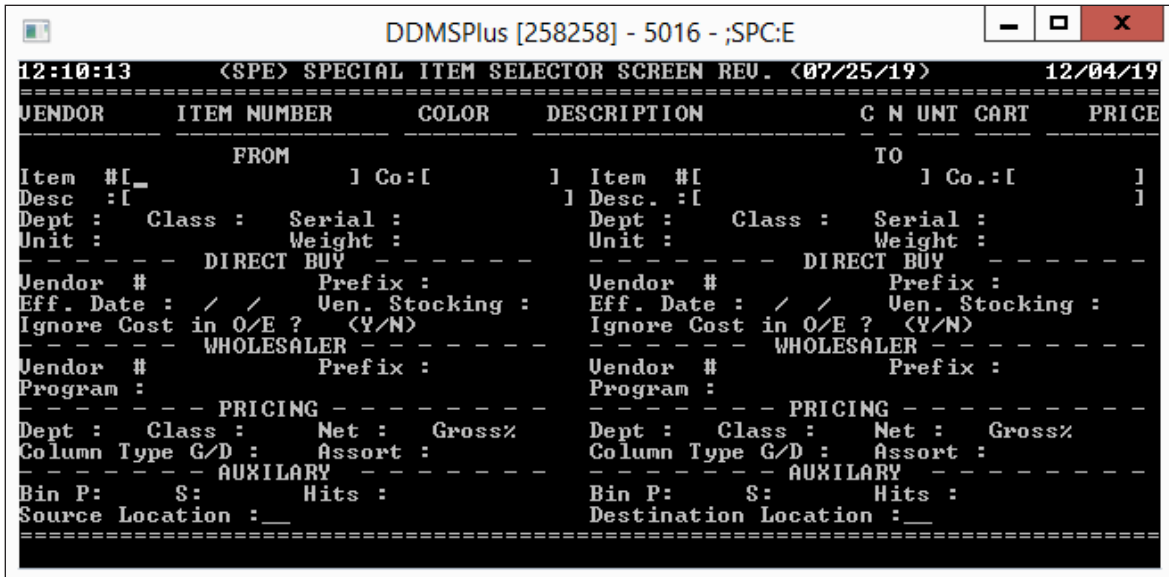 DDMSPlus [258258] - 5016 - ;SPC:E
12:10:13 (SPE) SPECIAL ITEM SELECTOR SCREEN REV. (07/25/19) 12/04/19
VENDOR ITEM NUMBER COLOR DESCRIPTION C N UNT CART PRICE
FROM TO
Item #[_ ] Co:[ ] Item #[ ] Co.:[ ]
Desc :[ ] Desc. :[ ]
Dept : Class : Serial : Dept : Class : Serial :
Unit : Weight : Unit : Weight :
- - - - - - DIRECT BUY - - - - - - - - - - - - - DIRECT BUY - - - - - -
Vendor # Prefix : Vendor # Prefix :
Eff. Date : / / Ven. Stocking : Eff. Date : / / Ven. Stocking :
Ignore Cost in O/E ? (Y/N) Ignore Cost in O/E ? (Y/N)
- - - - - - WHOLESALER - - - - - - - - - - - - - WHOLESALER - - - - - - -
Vendor # Prefix : Vendor # Prefix :
Program : Program :
- - - - - - - PRICING - - - - - - - - - - - - - - - PRICING - - - - - - - -
Dept : Class : Net : Gross% Dept : Class : Net : Gross%
Column Type G/D : Assort : Column Type G/D : Assort :
- - - - - - - AUXILARY - - - - - - - - - - - - - - AUXILARY - - - - - - -
Bin P: S: Hits : Bin P: S: Hits :
Source Location :__ Destination Location :__